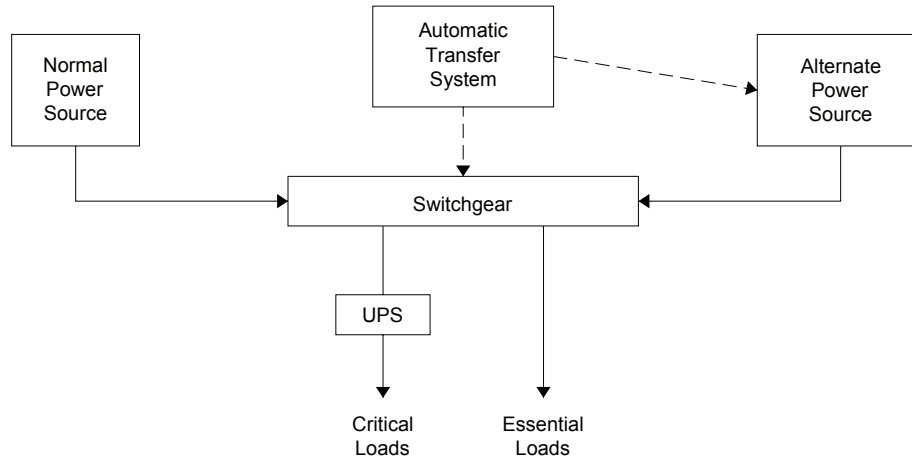 Normal
Power
Source
Automatic
Transfer
System
Alternate
Power
Source
Switchgear
UPS
Critical
Loads
Essential
Loads